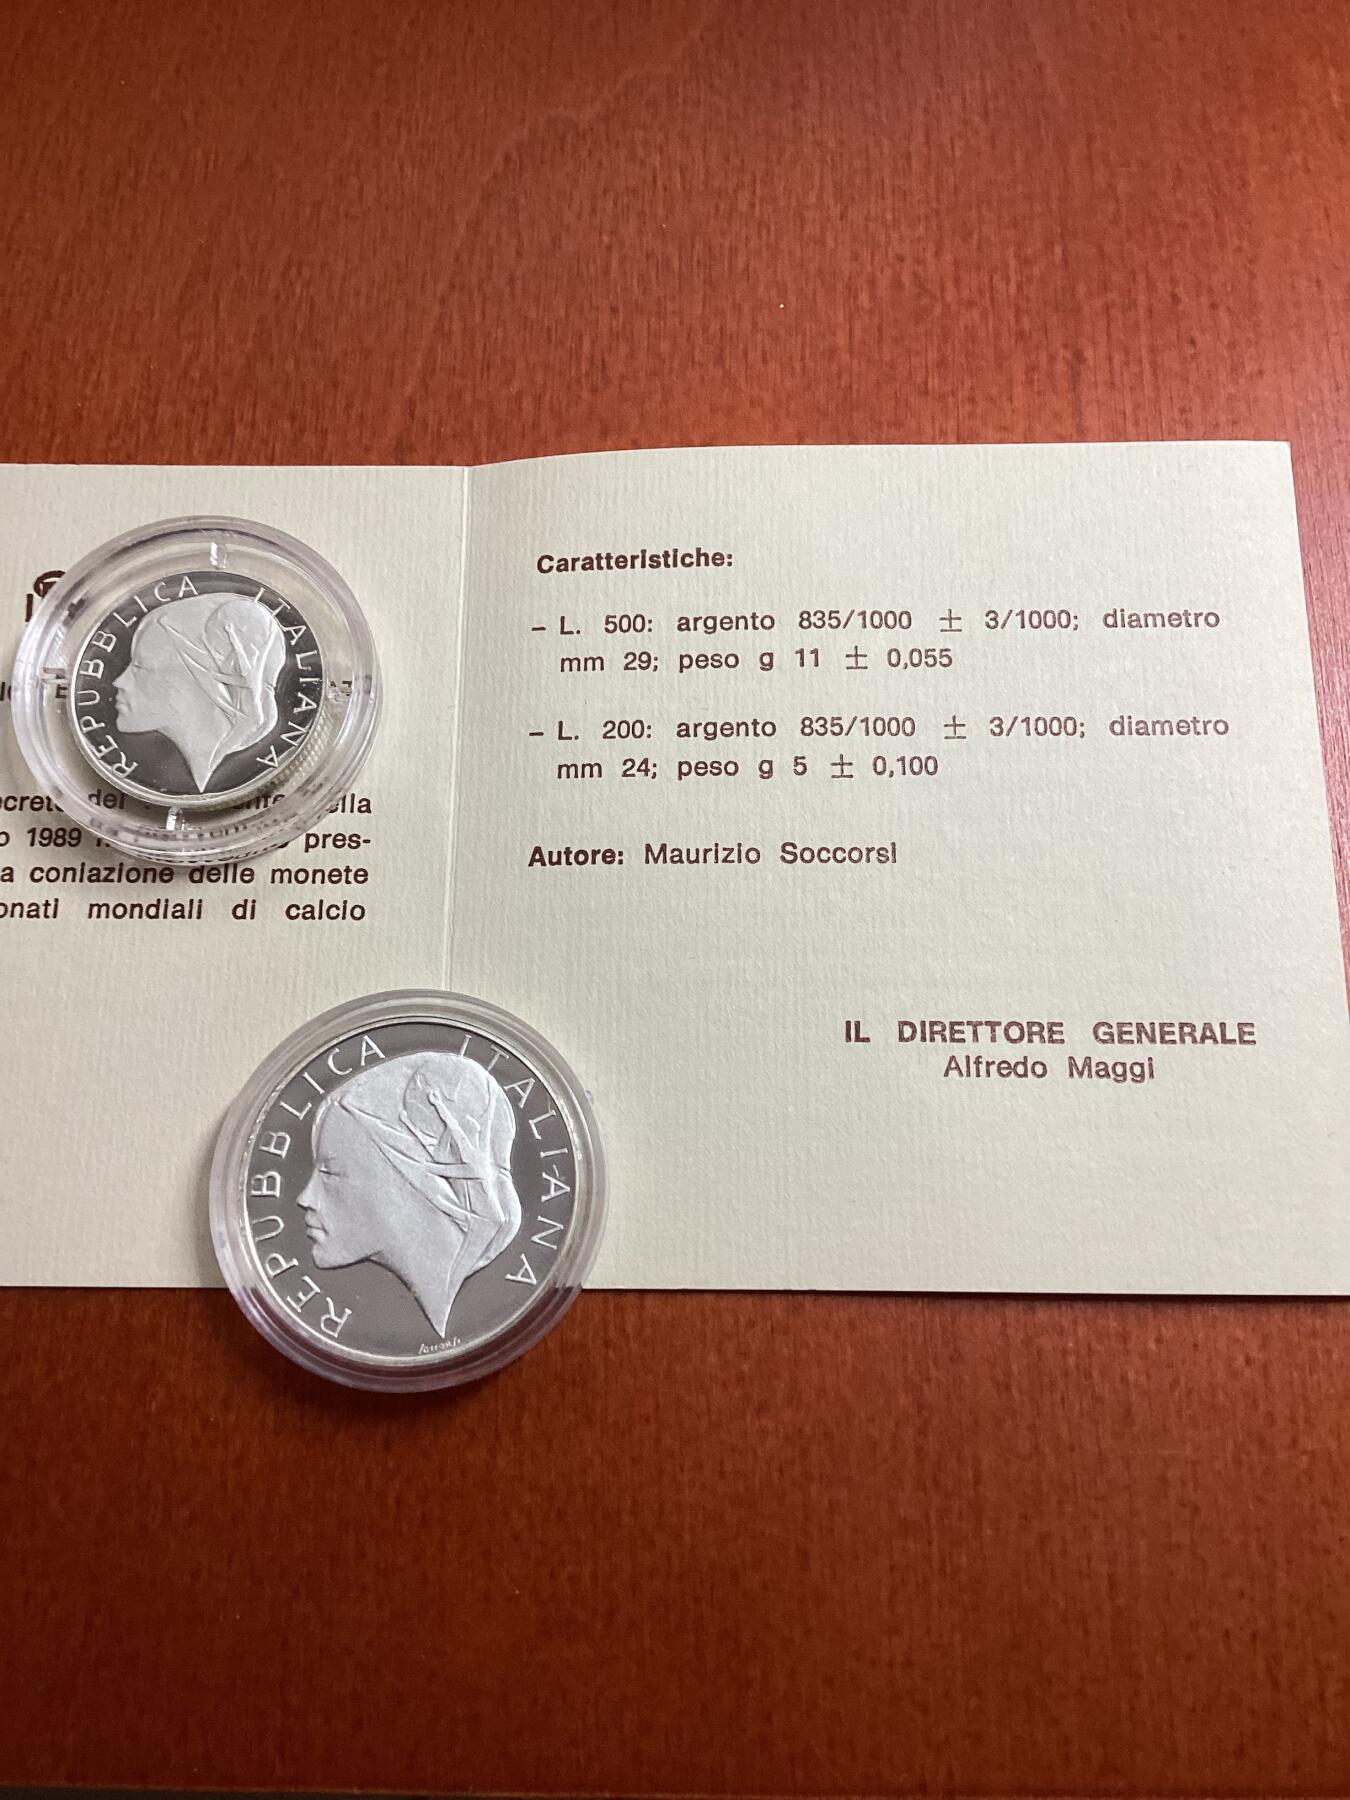 Caratteristiche:
– L. 500: argento 835/1000 ± 3/1000; diametro
mm 29; peso g 11 ± 0,055
– L. 200: argento 835/1000 ± 3/1000; diametro
mm 24; peso g 5 ± 0,100
Autore: Maurizio Soccorsi
IL DIRETTORE GENERALE
Alfredo Maggi
del
1989
pres-
a coniazione delle monete
mondiali di calcio
REPUBBLICA ITALIANA
REPUBBLICA ITALIANA